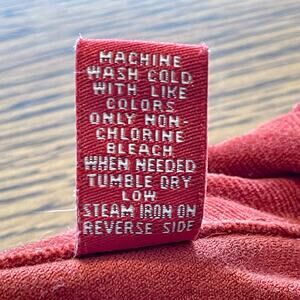 MACHINE
WASH COLD
WITH LIKE
COLORS
ONLY NON-
CHLORINE
BLEACH
WHEN NEEDED
TUMBLE DRY
LOW
STEAM IRON ON
REVERSE SIDE